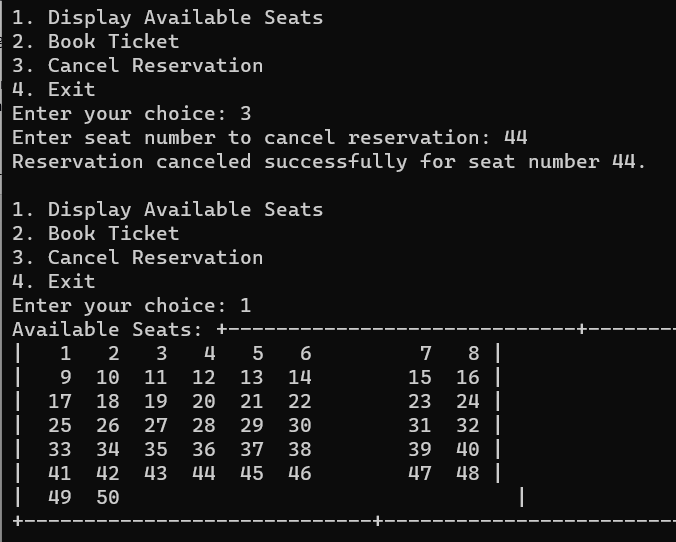 1. Display Available Seats
2. Book Ticket
3. Cancel Reservation
4. Exit
Enter your choice: 3
Enter seat number to cancel reservation: 44
Reservation canceled successfully for seat number 44.

1. Display Available Seats
2. Book Ticket
3. Cancel Reservation
4. Exit
Enter your choice: 1
Available Seats: +-----------------------------+--------
|   1   2   3   4   5   6         7   8 |
|   9  10  11  12  13  14        15  16 |
|  17  18  19  20  21  22        23  24 |
|  25  26  27  28  29  30        31  32 |
|  33  34  35  36  37  38        39  40 |
|  41  42  43  44  45  46        47  48 |
|  49  50                                 |
+-----------------------------+-------------------------